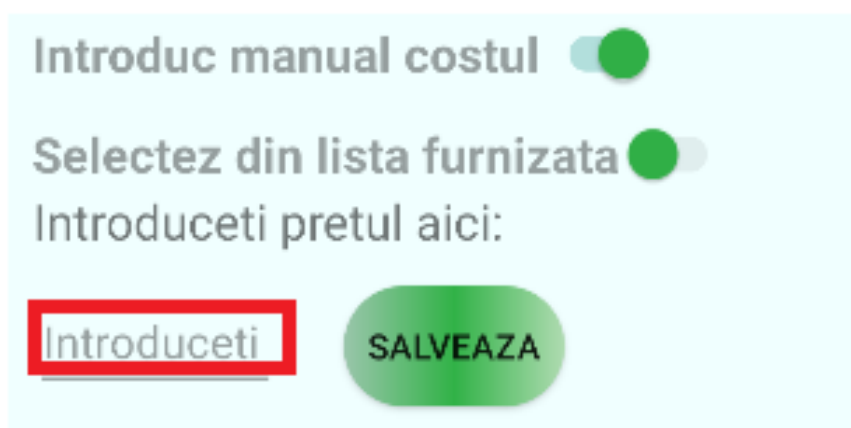 Introduc manual costul
Selectez din lista furnizata
Introduceti pretul aici:
Introduceti
SALVEAZA